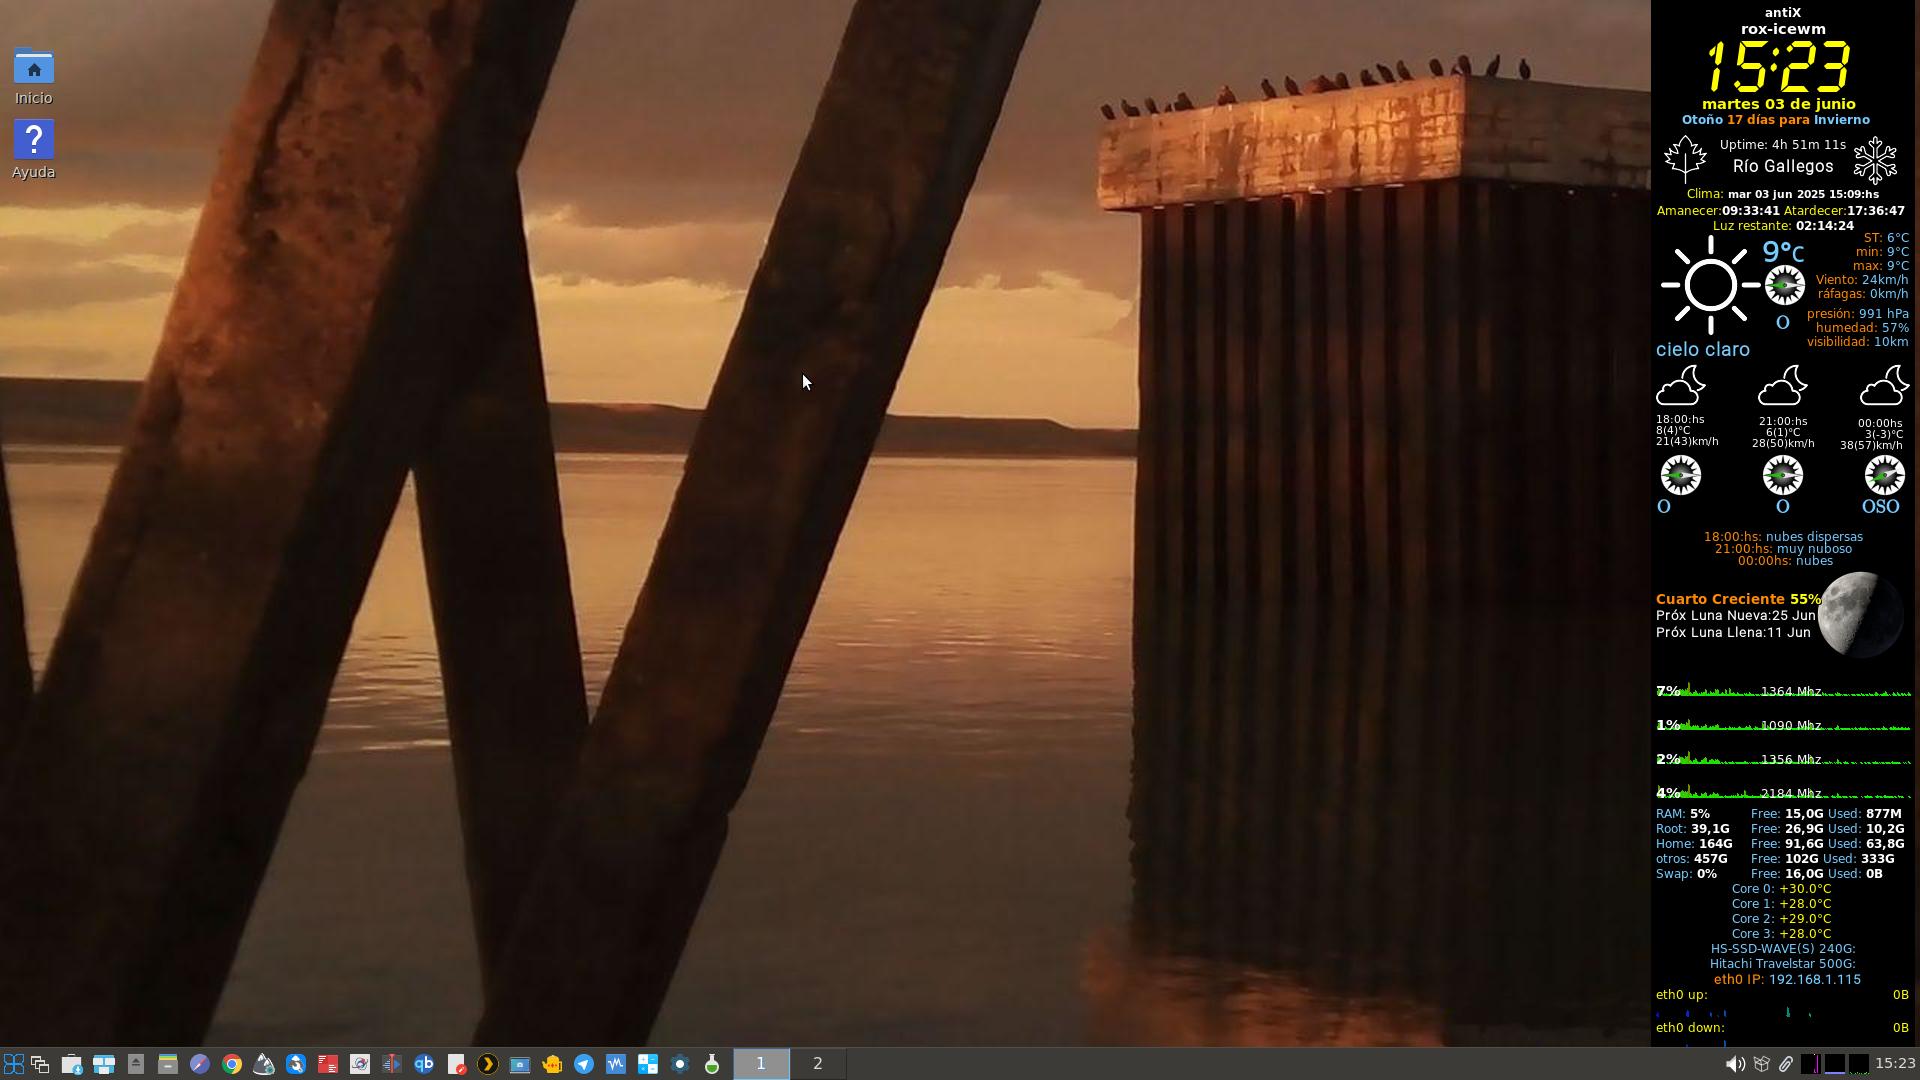 Inicio
Ayuda
antiX
rox-icewm
15:23
martes 03 de junio
Otoño 17 días para Invierno
Uptime: 4h 51m 11s
Río Gallegos
Clima: mar 03 jun 2025 15:09:hs
Amanecer:09:33:41 Atardecer:17:36:47
Luz restante: 02:14:24
9°C
O
cielo claro
ST: 6°C
min: 9°C
max: 9°C
Viento: 24km/h
ráfagas: 0km/h
presión: 991 hPa
humedad: 57%
visibilidad: 10km
18:00:hs 21:00:hs 00:00hs
8(4)°C 6(1)°C 3(-3)°C
21(43)km/h 28(50)km/h 38(57)km/h
O O OSO
18:00:hs: nubes dispersas
21:00:hs: muy nuboso
00:00hs: nubes
Cuarto Creciente 55%
Próx Luna Nueva:25 Jun
Próx Luna Llena:11 Jun
7% 1364 Mhz
1% 1090 Mhz
2% 1356 Mhz
4% 2184 Mhz
RAM: 5% Free: 15,0G Used: 877M
Root: 39,1G Free: 26,9G Used: 10,2G
Home: 164G Free: 91,6G Used: 63,8G
otros: 457G Free: 102G Used: 333G
Swap: 0% Free: 16,0G Used: 0B
Core 0: +30.0°C
Core 1: +28.0°C
Core 2: +29.0°C
Core 3: +28.0°C
HS-SSD-WAVE(S) 240G:
Hitachi Travelstar 500G:
eth0 IP: 192.168.1.115
eth0 up: 0B
eth0 down: 0B
qb
1 2
15:23